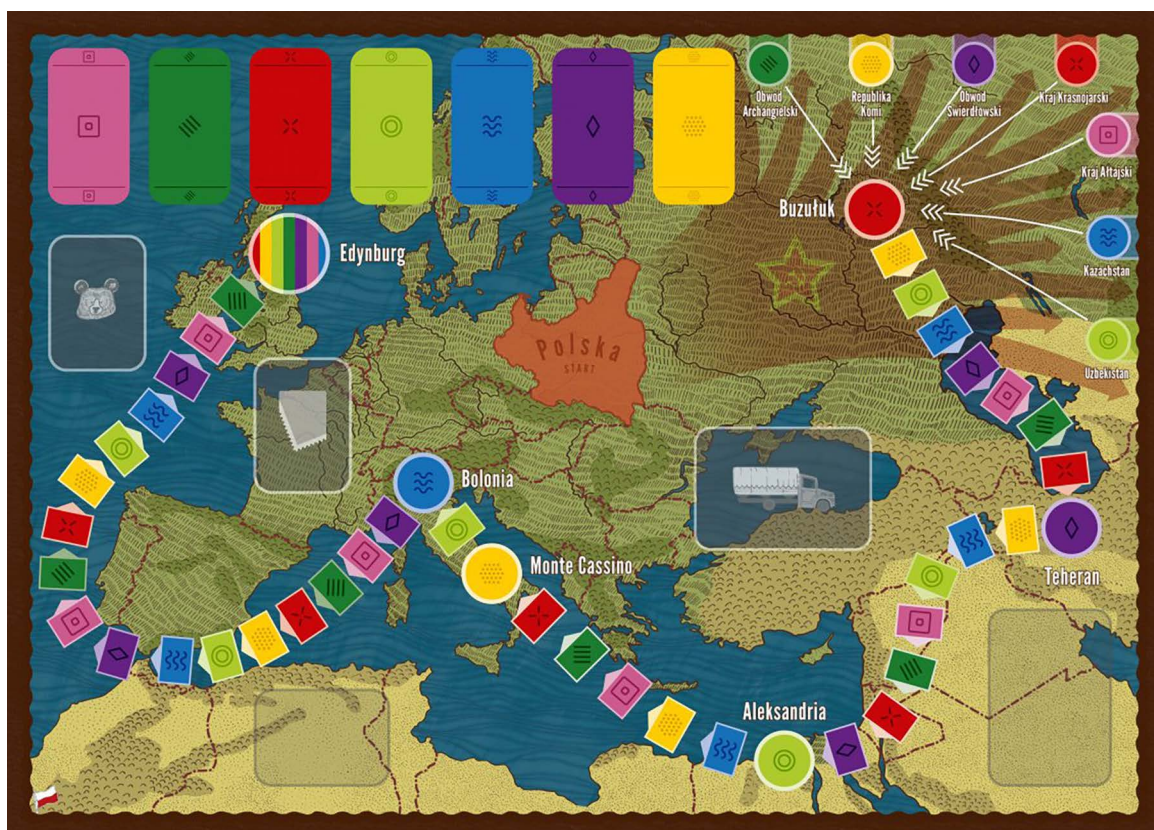 Obwód
Archangielski
Republika
Komi
Obwód
Swierdłowski
Kraj Krasnojarski
Kraj Ałtajski
Buzułuk
Edynburg
Kazachstan
Polska
START
Uzbekistan
Bolonia
Monte Cassino
Teheran
Aleksandria